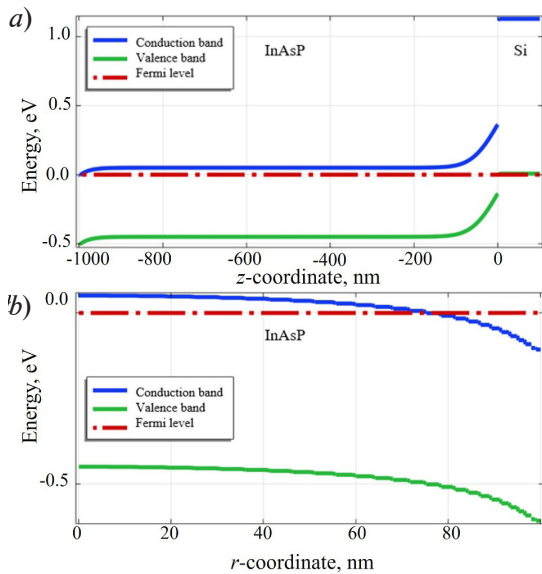 a)
1.0
0.5
0.0
-0.5
Energy, eV
Conduction band
Valence band
Fermi level
InAsP
Si
-1000 -800 -600 -400 -200 0
z-coordinate, nm
b)
0.0
-0.5
Energy, eV
InAsP
Conduction band
Valence band
Fermi level
0 20 40 60 80
r-coordinate, nm